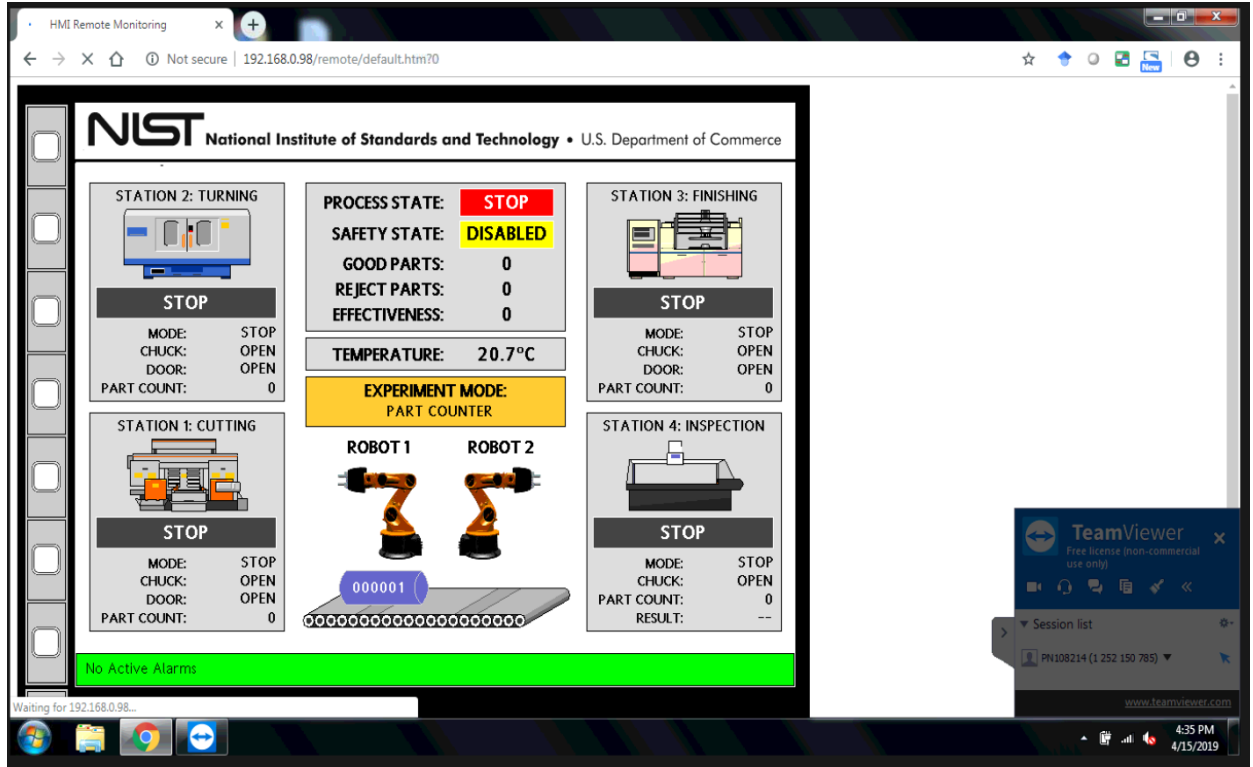 HMI Remote Monitoring
Not secure | 192.168.0.98/remote/default.htm?0
New
NIST National Institute of Standards and Technology • U.S. Department of Commerce
STATION 2: TURNING
STOP
MODE: STOP
CHUCK: OPEN
DOOR: OPEN
PART COUNT: 0
STATION 1: CUTTING
STOP
MODE: STOP
CHUCK: OPEN
DOOR: OPEN
PART COUNT: 0
PROCESS STATE: STOP
SAFETY STATE: DISABLED
GOOD PARTS: 0
REJECT PARTS: 0
EFFECTIVENESS: 0
TEMPERATURE: 20.7°C
EXPERIMENT MODE:
PART COUNTER
ROBOT 1 ROBOT 2
000001
STATION 3: FINISHING
STOP
MODE: STOP
CHUCK: OPEN
DOOR: OPEN
PART COUNT: 0
STATION 4: INSPECTION
STOP
MODE: STOP
CHUCK: OPEN
PART COUNT: 0
RESULT: --
No Active Alarms
Waiting for 192.168.0.98...
TeamViewer
Free license (non-commercial
use only)
Session list
PN108214 (1 252 150 785)
www.teamviewer.com
4:35 PM
4/15/2019